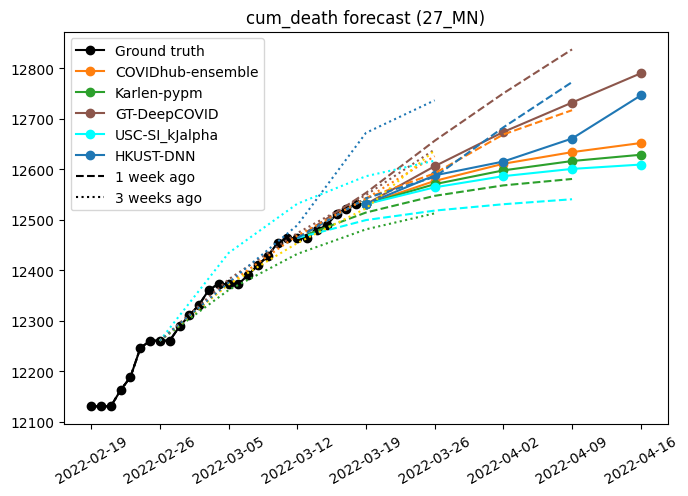 cum_death forecast (27_MN)
Ground truth
COVIDhub-ensemble
Karlen-pypm
GT-DeepCOVID
USC-SI_kJalpha
HKUST-DNN
1 week ago
3 weeks ago
12800
12700
12600
12500
12400
12300
12200
12100
2022-02-19
2022-02-26
2022-03-05
2022-03-12
2022-03-19
2022-03-26
2022-04-02
2022-04-09
2022-04-16